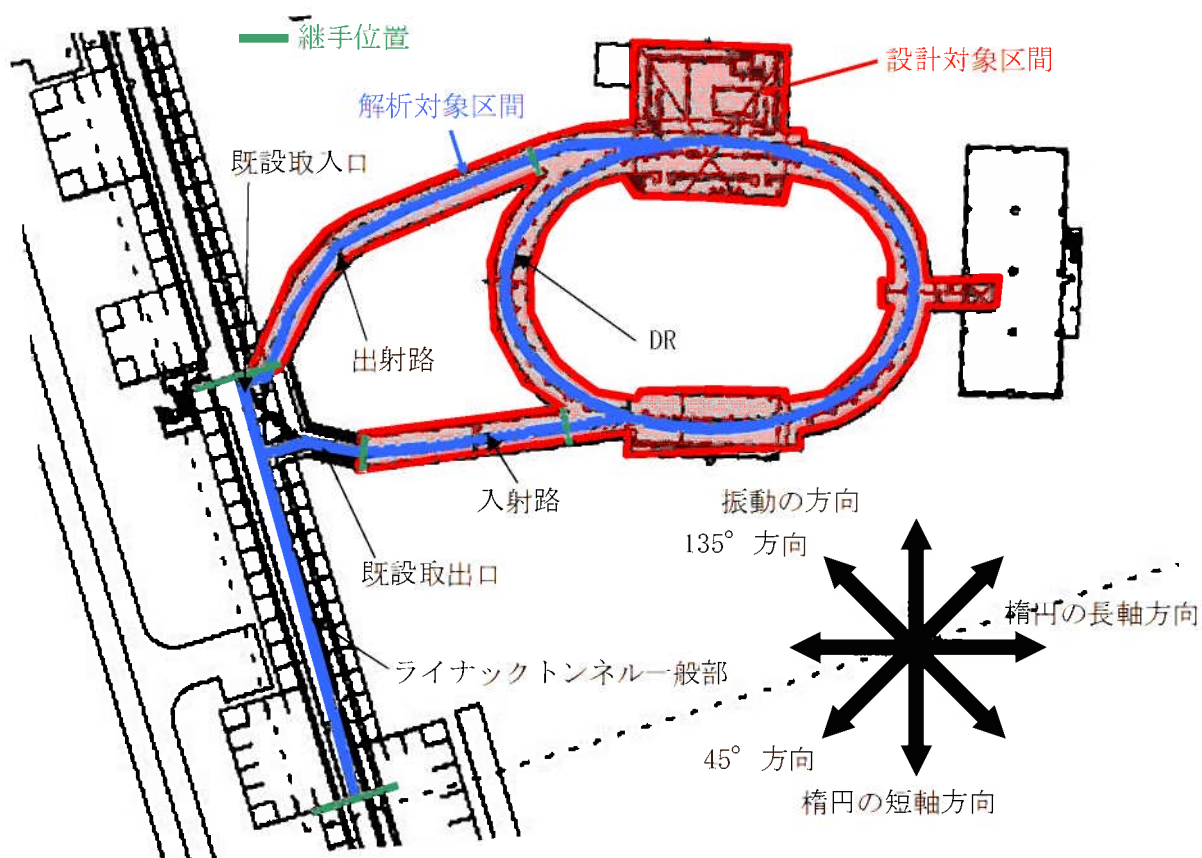 継手位置
設計対象区間
解析対象区間
既設取入口
出射路
DR
入射路
振動の方向
135° 方向
既設取出口
楕円の長軸方向
ライナックトンネル一般部
45° 方向
楕円の短軸方向